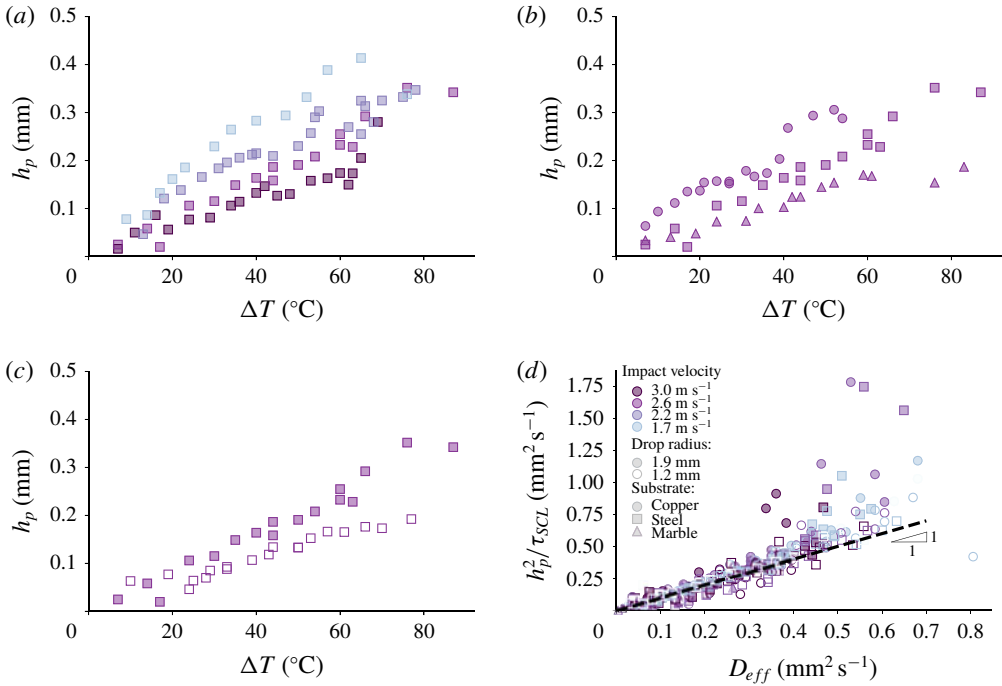 (a)
0.5
0.4
0.3
0.2
0.1
0
20
40
60
80
h_p (mm)
ΔT (°C)
(b)
0.5
0.4
0.3
0.2
0.1
0
20
40
60
80
h_p (mm)
ΔT (°C)
(c)
0.5
0.4
0.3
0.2
0.1
0
20
40
60
80
h_p (mm)
ΔT (°C)
(d)
1.75
1.50
1.25
1.00
0.75
0.50
0.25
0
0.1
0.2
0.3
0.4
0.5
0.6
0.7
0.8
h_p^2/τ_SCL (mm² s⁻¹)
D_eff (mm² s⁻¹)
Impact velocity
3.0 m s⁻¹
2.6 m s⁻¹
2.2 m s⁻¹
1.7 m s⁻¹
Drop radius:
1.9 mm
1.2 mm
Substrate:
Copper
Steel
Marble
1
1